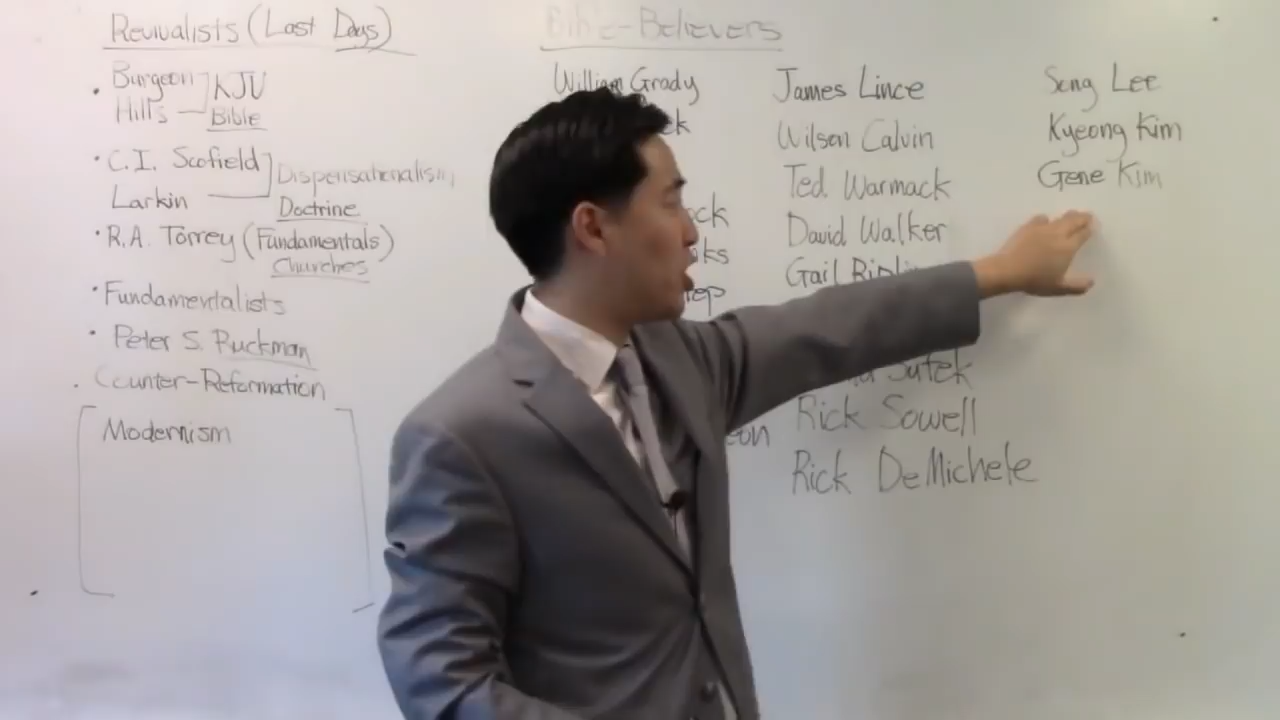 Revivalists (Last Days)
• Burgeon KJV
Hills Bible
• C.I. Scofield Dispensationalism
Larkin Doctrine
• R.A. Torrey (Fundamentals)
Churches
• Fundamentalists
• Peter S. Ruckman
• Counter-Reformation
Modernism
Bible-Believers
William Grady
James Lince
Wilson Calvin
Ted Warmack
David Walker
Gail
Sutek
Rick Sowell
Rick DeMichele
Song Lee
Kyeong Kim
Gene Kim